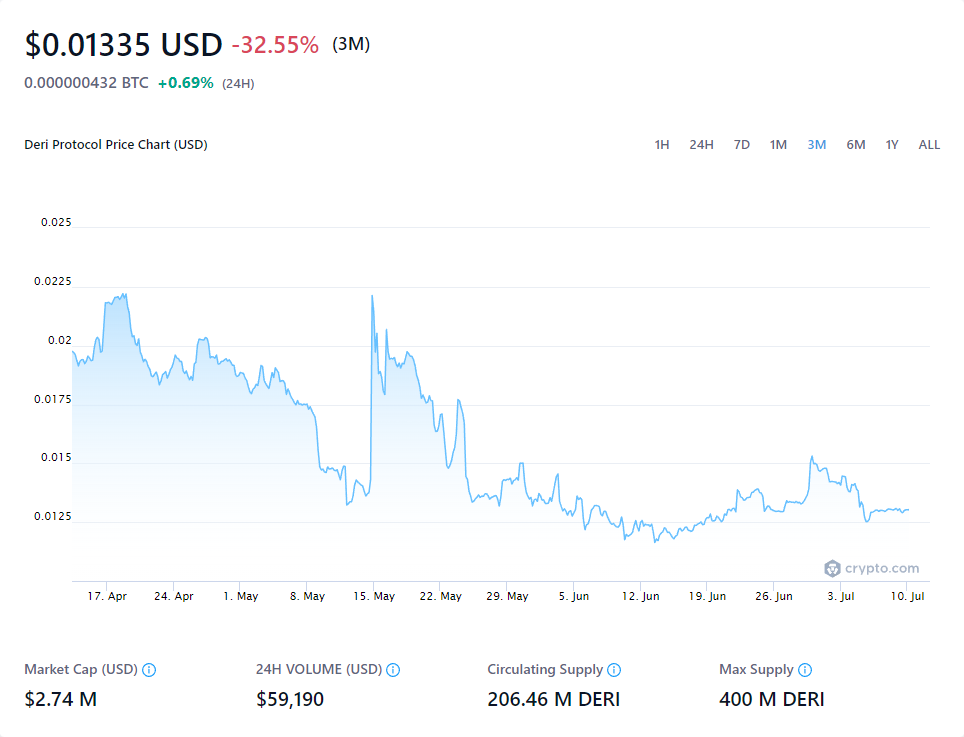 $0.01335 USD -32.55% (3M)
0.000000432 BTC +0.69% (24H)
Deri Protocol Price Chart (USD) 1H 24H 7D 1M 3M 6M 1Y ALL
0.025
0.0225
0.02
0.0175
0.015
0.0125
crypto.com
17. Apr 24. Apr 1. May 8. May 15. May 22. May 29. May 5. Jun 12. Jun 19. Jun 26. Jun 3. Jul 10. Jul
Market Cap (USD) 24H VOLUME (USD) Circulating Supply Max Supply
$2.74 M $59,190 206.46 M DERI 400 M DERI